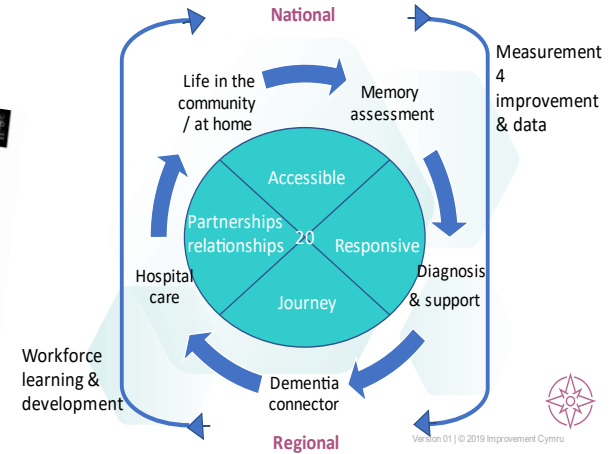 National
Measurement
4
improvement
& data
Life in the
community
/ at home
Memory
assessment
Accessible
Partnerships
relationships
20
Responsive
Hospital
care
Diagnosis
& support
Journey
Workforce
learning &
development
Dementia
connector
Regional
Version 01 | © 2019 Improvement Cymru